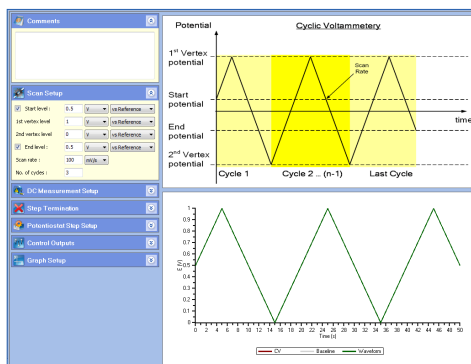 Comments
Scan Setup
Start level : 0.5 V vs Reference
1st vertex level 1 V vs Reference
2nd vertex level 0 V vs Reference
End level : 0.5 V vs Reference
Scan rate : 100 mV/s
No. of cycles : 3
DC Measurement Setup
Step Termination
Potentiostat Step Setup
Control Outputs
Graph Setup
Potential Cyclic Voltammetery
1st Vertex
potential
Scan
Rate
Start
potential
time
End
potential
2nd Vertex
potential
Cycle 1 Cycle 2 ... (n-1) Last Cycle
1
0.9
0.8
0.7
0.6
0.5
0.4
0.3
0.2
0.1
0
E (V)
0 2 4 6 8 10 12 14 16 18 20 22 24 26 28 30 32 34 36 38 40 42 44 46 48 50
Time (s)
CV Baseline Waveform